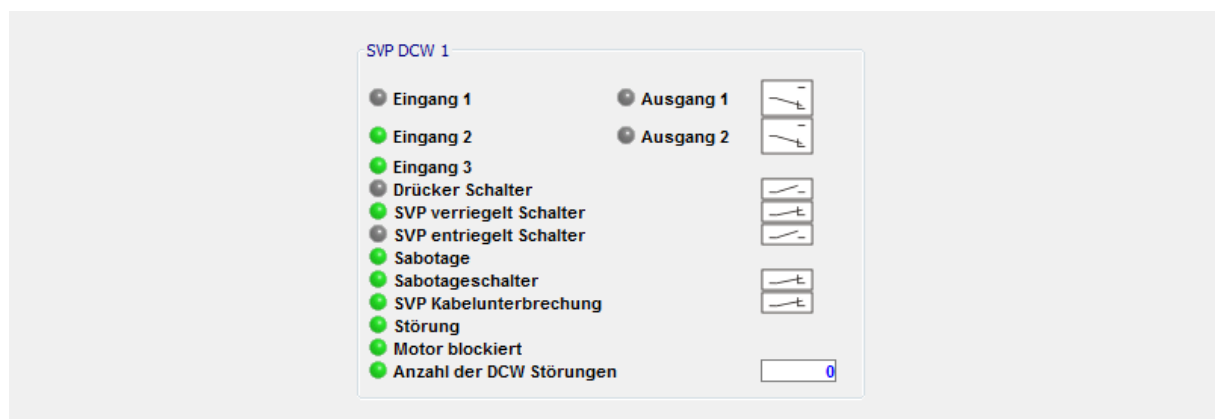 SVP DCW 1
Eingang 1 Ausgang 1
Eingang 2 Ausgang 2
Eingang 3
Drücker Schalter
SVP verriegelt Schalter
SVP entriegelt Schalter
Sabotage
Sabotageschalter
SVP Kabelunterbrechung
Störung
Motor blockiert
Anzahl der DCW Störungen 0